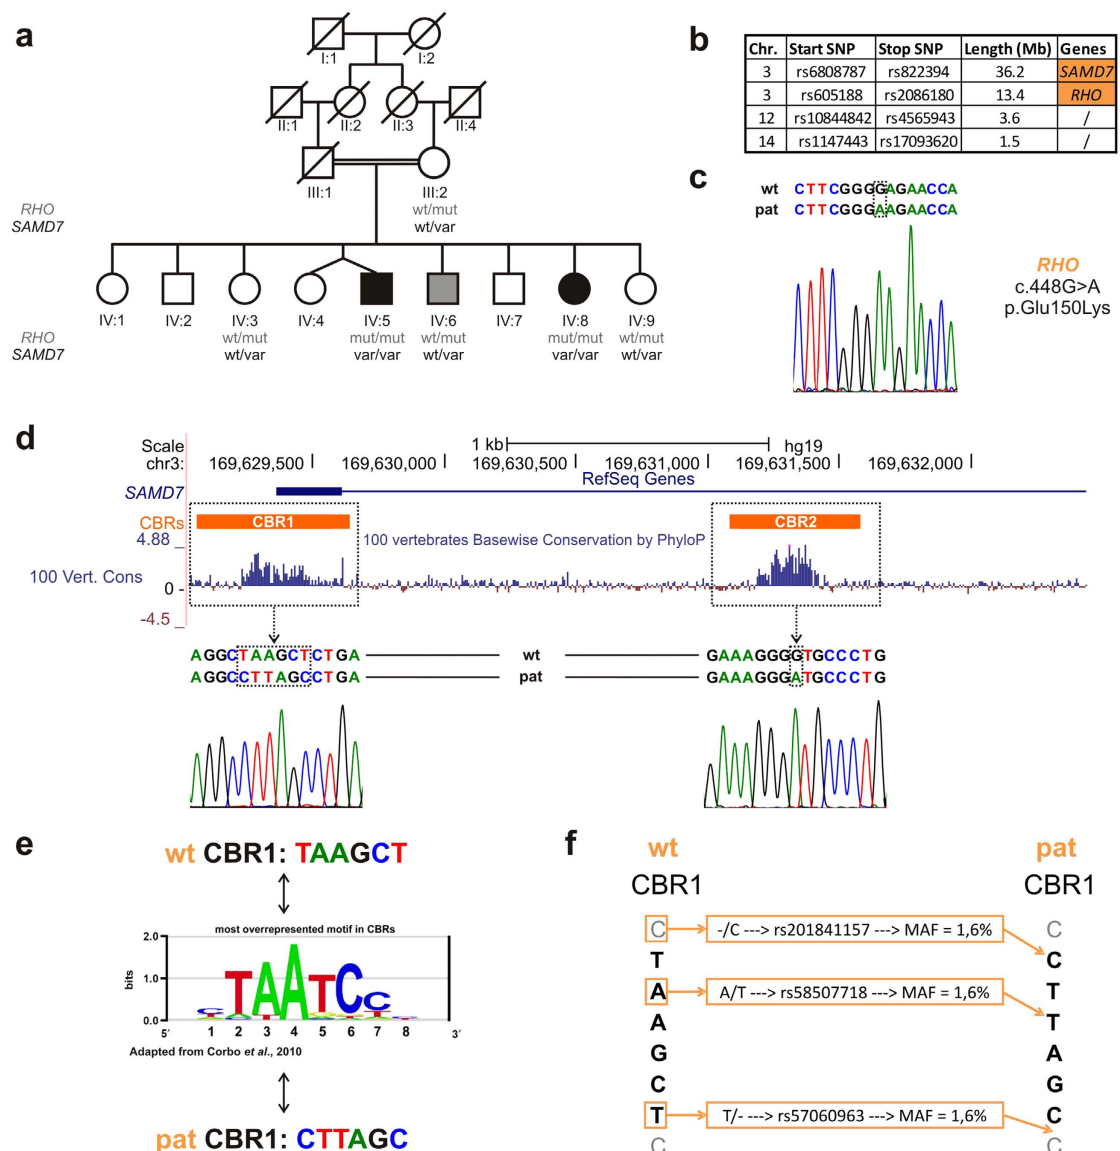 a
I:1
I:2
II:1
II:2
II:3
II:4
III:1
III:2
RHO
wt/mut
SAMD7
wt/var
IV:1
IV:2
IV:3
IV:4
IV:5
IV:6
IV:7
IV:8
IV:9
RHO
wt/mut
mut/mut
wt/mut
mut/mut
wt/mut
SAMD7
wt/var
var/var
wt/var
var/var
wt/var
b
Chr. Start SNP Stop SNP Length (Mb) Genes
3 rs6808787 rs822394 36.2 SAMD7
3 rs605188 rs2086180 13.4 RHO
12 rs10844842 rs4565943 3.6 /
14 rs1147443 rs17093620 1.5 /
c
wt CTTCGGGGAGAACCA
pat CTTCGGGAAGAACCA
RHO
c.448G>A
p.Glu150Lys
d
Scale 1 kb hg19
chr3: 169,629,500 169,630,000 169,630,500 169,631,000 169,631,500 169,632,000
RefSeq Genes
SAMD7
CBRs CBR1 CBR2
4.88 _ 100 vertebrates Basewise Conservation by PhyloP
100 Vert. Cons
0 -
-4.5 _
AGGCTAAGCTCTGA wt GAAAGGGGTGCCCTG
AGGCCTTAGCCTGA pat GAAAGGGATGCCCTG
e
wt CBR1: TAAGCT
most overrepresented motif in CBRs
2.0
bits
1.0
0.0
C TAATCC
5′ 1 2 3 4 5 6 7 8 3′
Adapted from Corbo et al., 2010
pat CBR1: CTTAGC
f
wt pat
CBR1 CBR1
C -/C ---> rs201841157 ---> MAF = 1,6% C
T C
A A/T ---> rs58507718 ---> MAF = 1,6% T
A T
G A
C G
T T/- ---> rs57060963 ---> MAF = 1,6% C
C C